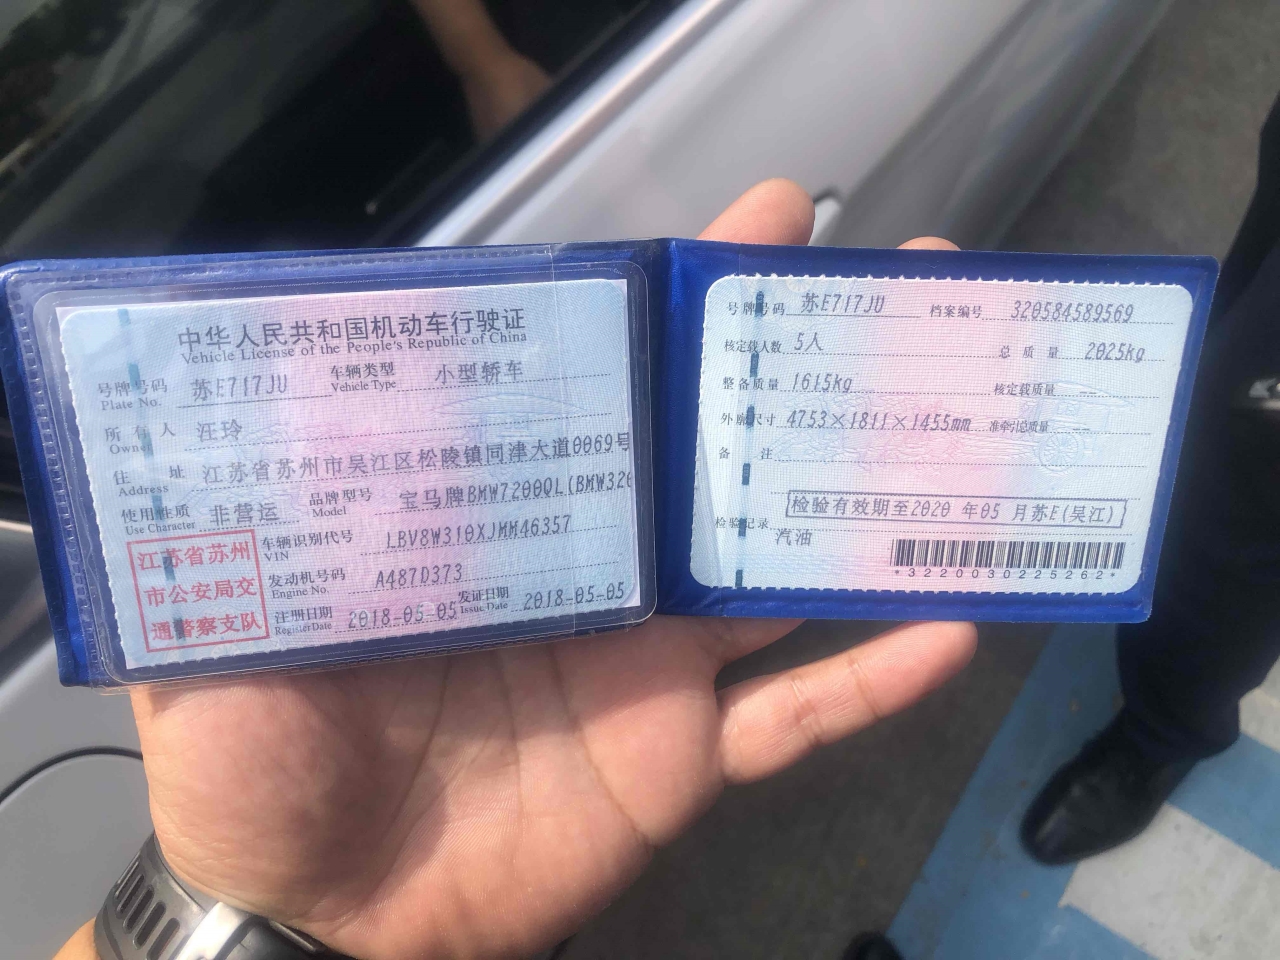 中华人民共和国机动车行驶证
Vehicle License of the People's Republic of China
号牌号码 苏E717JU 车辆类型 小型轿车
Plate No. Vehicle Type
所有人 汪玲
Owner
住址 江苏省苏州市吴江区松陵镇同津大道0069号
Address
使用性质 非营运 品牌型号 宝马牌BMW7200QL(BMW320
Use Character Model
江苏省苏州
市公安局交
通警察支队
车辆识别代号 LBV8W310XJMM46357
VIN
发动机号码 A487D373
Engine No.
注册日期 2018-05-05 发证日期 2018-05-05
Register Date Issue Date
号牌号码 苏E717JU 档案编号 320584589569
核定载人数 5人 总质量 2025kg
整备质量 1615kg 核定载质量
外廓尺寸 4753×1811×1455mm 准牵引总质量 --
备注
检验有效期至2020 年05 月苏E(吴江)
检验记录
汽油
*3220030225262*